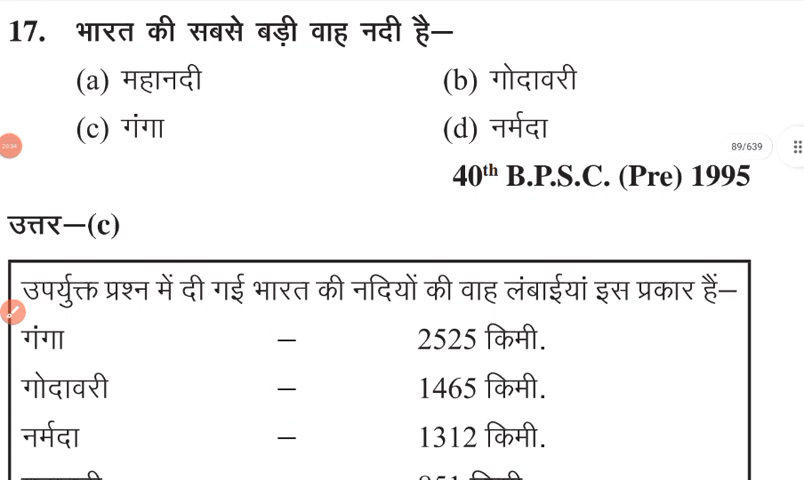 17. भारत की सबसे बड़ी वाह नदी है—
(a) महानदी (b) गोदावरी
(c) गंगा (d) नर्मदा
89/639
40th B.P.S.C. (Pre) 1995
उत्तर—(c)
उपर्युक्त प्रश्न में दी गई भारत की नदियों की वाह लंबाईयां इस प्रकार हैं—
गंगा — 2525 किमी.
गोदावरी — 1465 किमी.
नर्मदा — 1312 किमी.